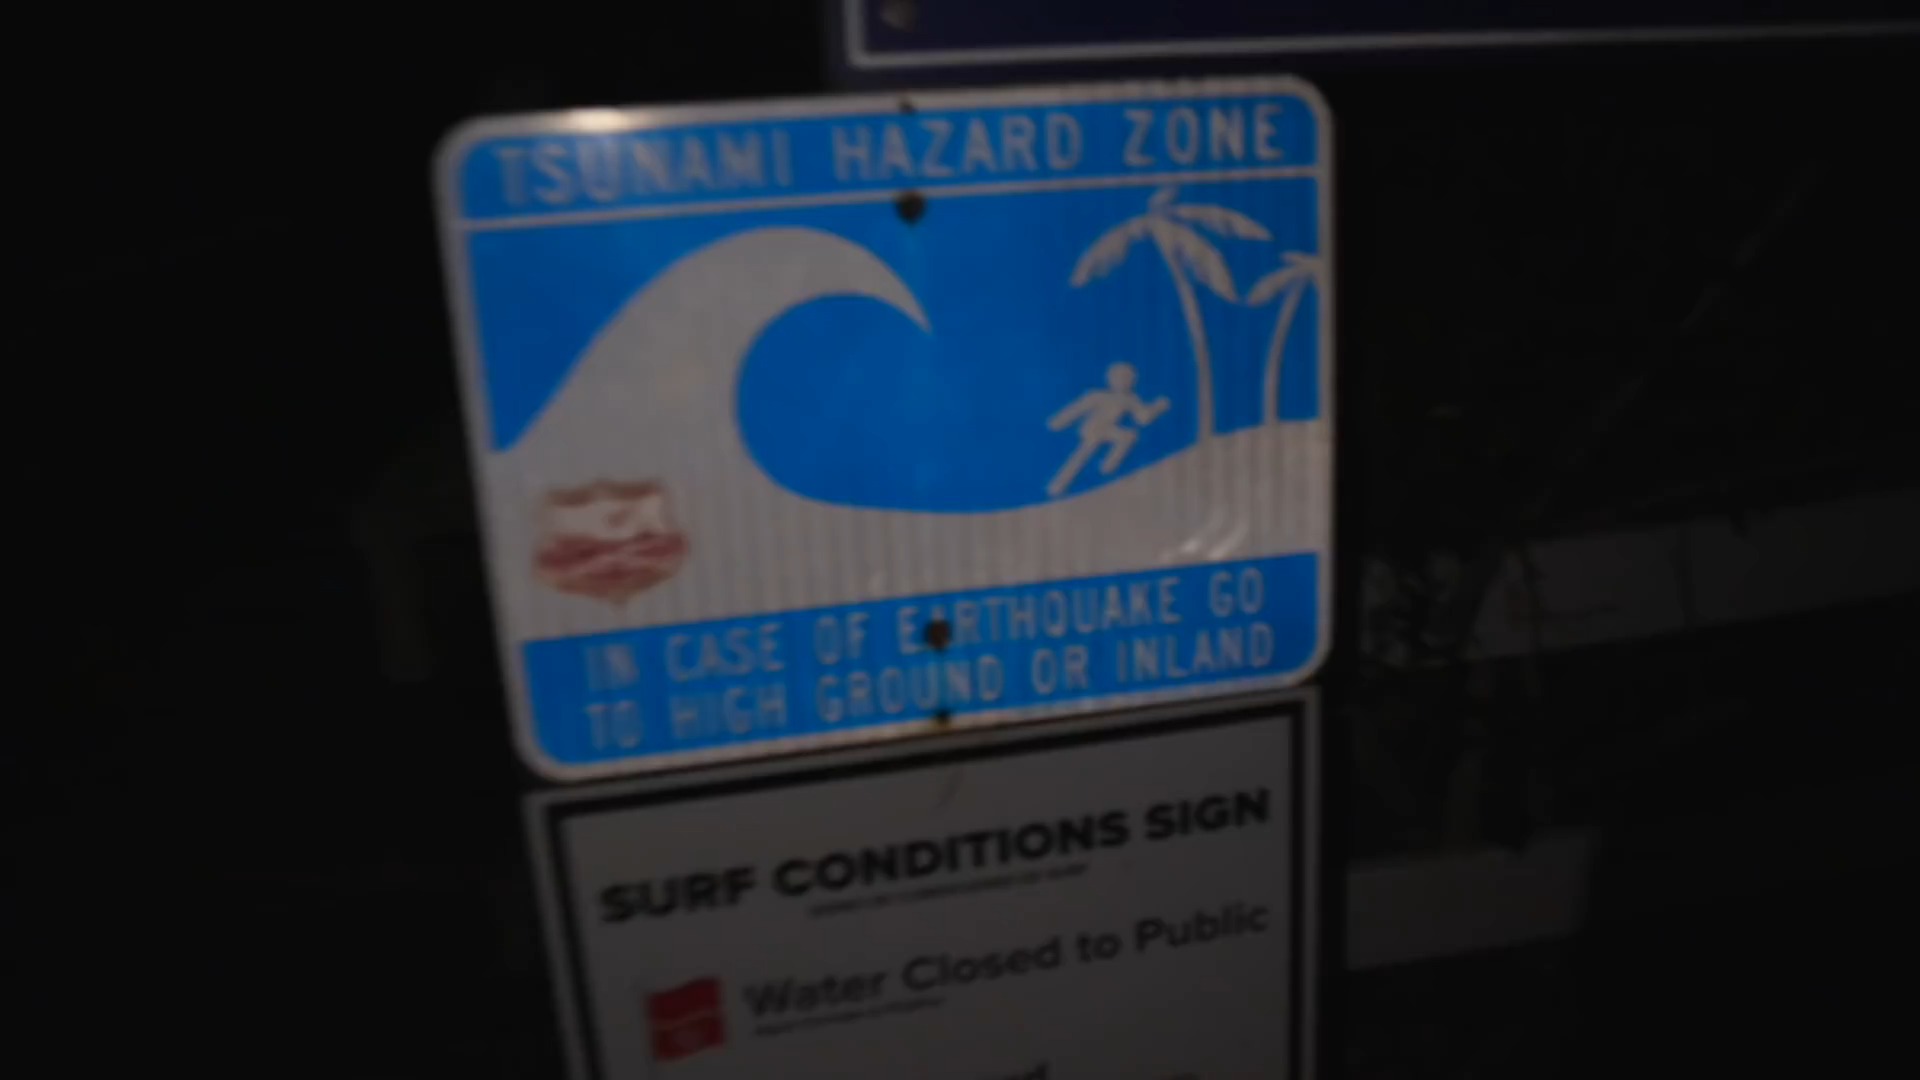 TSUNAMI HAZARD ZONE
IN CASE OF EARTHQUAKE GO
TO HIGH GROUND OR INLAND
SURF CONDITIONS SIGN
Water Closed to Public